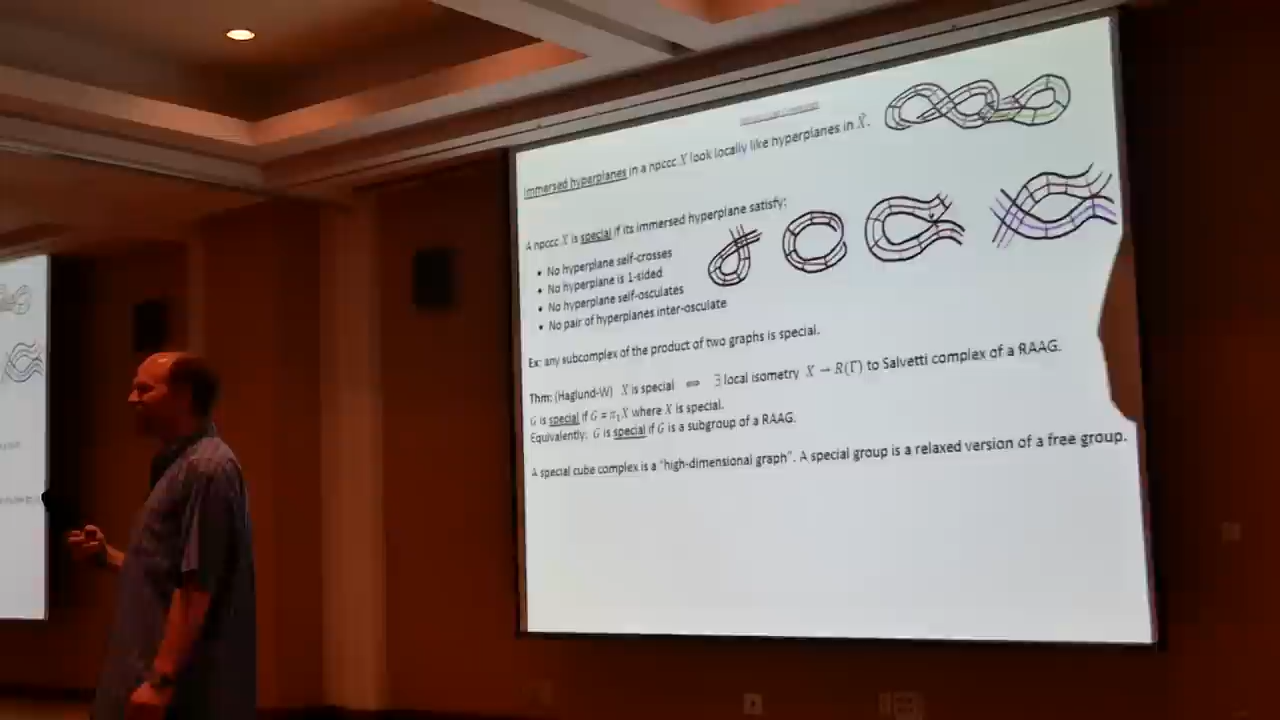 Immersed hyperplanes in a npccc X look locally like hyperplanes in X̃.
A npccc X is special if its immersed hyperplane satisfy:
• No hyperplane self-crosses
• No hyperplane is 1-sided
• No hyperplane self-osculates
• No pair of hyperplanes inter-osculate
Ex: any subcomplex of the product of two graphs is special.
Thm: (Haglund-W) X is special ⟺ ∃ local isometry X → R(Γ) to Salvetti complex of a RAAG.
G is special if G = π₁X where X is special.
Equivalently: G is special if G is a subgroup of a RAAG.
A special cube complex is a “high-dimensional graph”. A special group is a relaxed version of a free group.